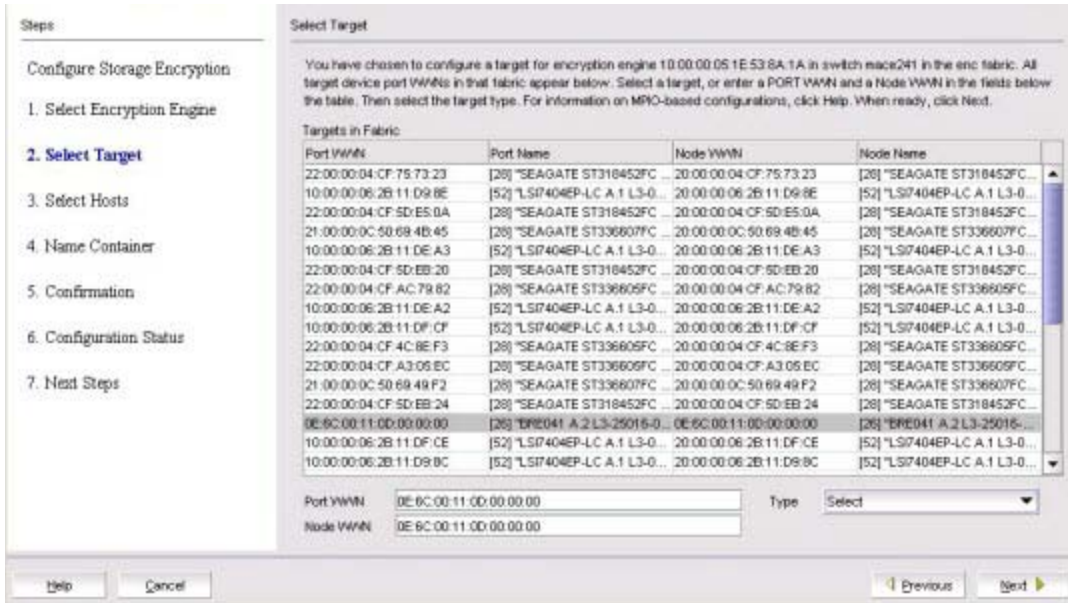 Steps
Configure Storage Encryption
1. Select Encryption Engine
2. Select Target
3. Select Hosts
4. Name Container
5. Confirmation
6. Configuration Status
7. Next Steps
Select Target
You have chosen to configure a target for encryption engine 10:00:00:05:1E:53:8A:1A in switch mace241 in the enc fabric. All
target device port WWNs in that fabric appear below. Select a target, or enter a PORT WWN and a Node WWN in the fields below
the table. Then select the target type. For information on MPIO-based configurations, click Help. When ready, click Next.
Targets in Fabric
Port WWN Port Name Node WWN Node Name
22:00:00:04:CF:75:73:23 [28] "SEAGATE ST318452FC ... 20:00:00:04:CF:75:73:23 [28] "SEAGATE ST318452FC...
10:00:00:06:2B:11:D9:8E [52] "LSI7404EP-LC A.1 L3-0... 20:00:00:06:2B:11:D9:8E [52] "LSI7404EP-LC A.1 L3-0...
22:00:00:04:CF:5D:E5:0A [28] "SEAGATE ST318452FC ... 20:00:00:04:CF:5D:E5:0A [28] "SEAGATE ST318452FC...
21:00:00:0C:50:69:4B:45 [28] "SEAGATE ST336607FC ... 20:00:00:0C:50:69:4B:45 [28] "SEAGATE ST336607FC...
10:00:00:06:2B:11:DE:A3 [52] "LSI7404EP-LC A.1 L3-0... 20:00:00:06:2B:11:DE:A3 [52] "LSI7404EP-LC A.1 L3-0...
22:00:00:04:CF:5D:EB:20 [28] "SEAGATE ST318452FC ... 20:00:00:04:CF:5D:EB:20 [28] "SEAGATE ST318452FC...
22:00:00:04:CF:AC:79:82 [28] "SEAGATE ST336605FC ... 20:00:00:04:CF:AC:79:82 [28] "SEAGATE ST336605FC...
10:00:00:06:2B:11:DE:A2 [52] "LSI7404EP-LC A.1 L3-0... 20:00:00:06:2B:11:DE:A2 [52] "LSI7404EP-LC A.1 L3-0...
10:00:00:06:2B:11:DF:CF [52] "LSI7404EP-LC A.1 L3-0... 20:00:00:06:2B:11:DF:CF [52] "LSI7404EP-LC A.1 L3-0...
22:00:00:04:CF:4C:8E:F3 [28] "SEAGATE ST336605FC ... 20:00:00:04:CF:4C:8E:F3 [28] "SEAGATE ST336605FC...
22:00:00:04:CF:A3:05:EC [28] "SEAGATE ST336605FC ... 20:00:00:04:CF:A3:05:EC [28] "SEAGATE ST336605FC...
21:00:00:0C:50:69:49:F2 [28] "SEAGATE ST336607FC ... 20:00:00:0C:50:69:49:F2 [28] "SEAGATE ST336607FC...
22:00:00:04:CF:5D:EB:24 [28] "SEAGATE ST318452FC ... 20:00:00:04:CF:5D:EB:24 [28] "SEAGATE ST318452FC...
0E:6C:00:11:0D:00:00:00 [26] "BRE041 A.2 L3-25016-0... 0E:6C:00:11:0D:00:00:00 [26] "BRE041 A.2 L3-25016-...
10:00:00:06:2B:11:DF:CE [52] "LSI7404EP-LC A.1 L3-0... 20:00:00:06:2B:11:DF:CE [52] "LSI7404EP-LC A.1 L3-0...
10:00:00:06:2B:11:D9:8C [52] "LSI7404EP-LC A.1 L3-0... 20:00:00:06:2B:11:D9:8C [52] "LSI7404EP-LC A.1 L3-0...
Port WWN 0E:6C:00:11:0D:00:00:00 Type Select
Node WWN 0E:6C:00:11:0D:00:00:00
Help Cancel Previous Next